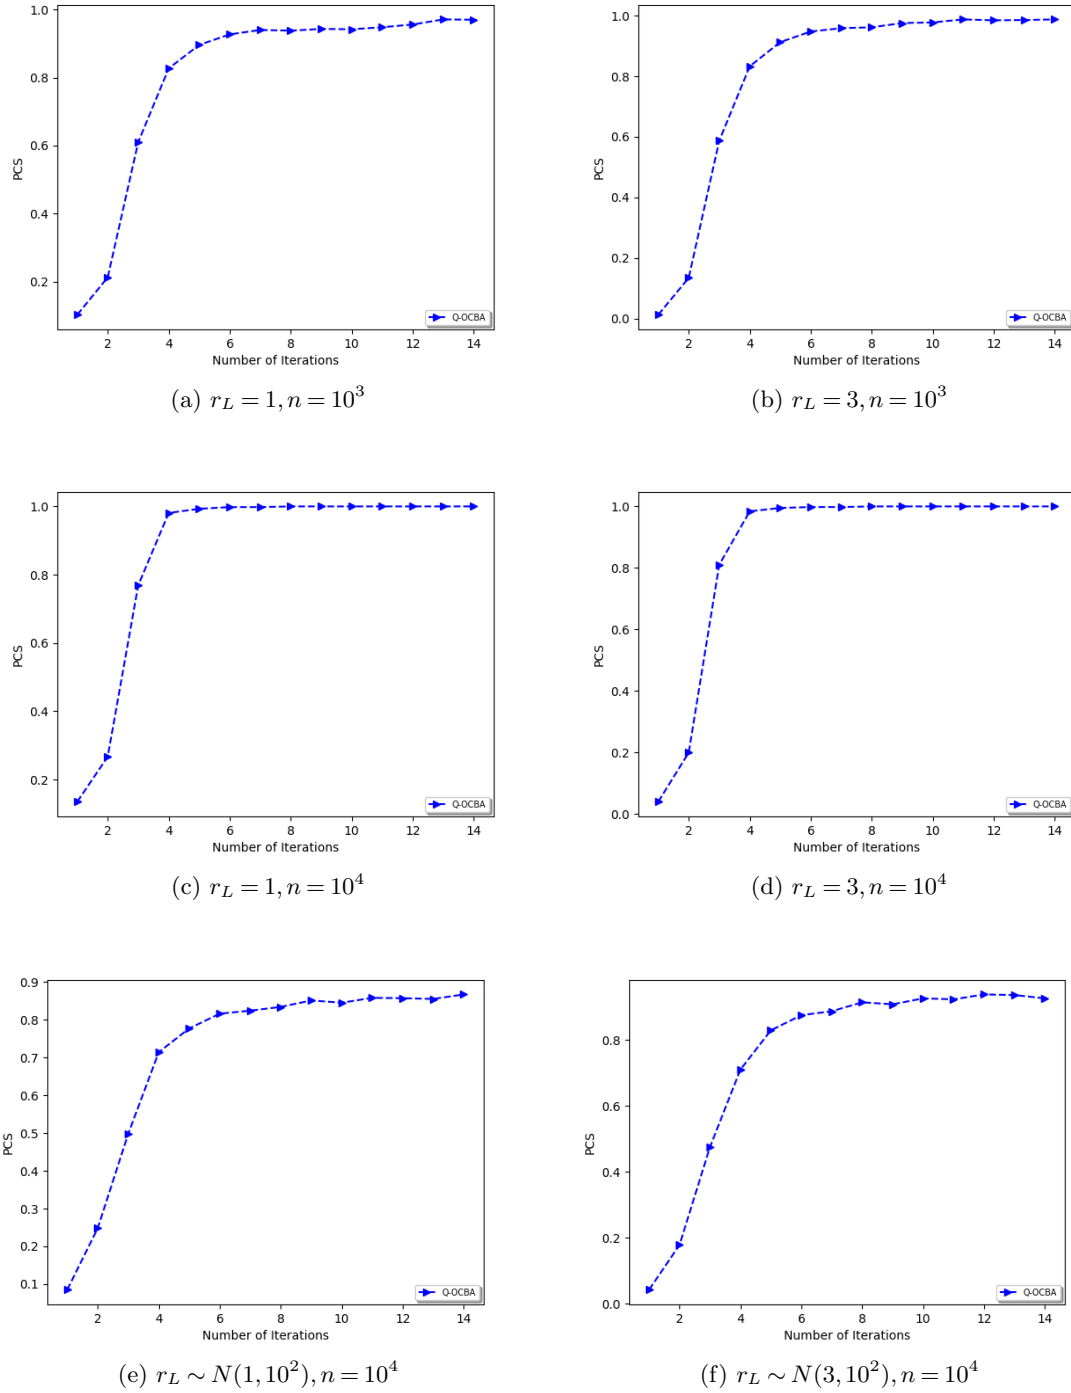 1.0
0.8
0.6
0.4
0.2
PCS
2 4 6 8 10 12 14
Number of Iterations
Q-OCBA
(a) r_L = 1, n = 10^3
1.0
0.8
0.6
0.4
0.2
0.0
PCS
2 4 6 8 10 12 14
Number of Iterations
Q-OCBA
(b) r_L = 3, n = 10^3
1.0
0.8
0.6
0.4
0.2
PCS
2 4 6 8 10 12 14
Number of Iterations
Q-OCBA
(c) r_L = 1, n = 10^4
1.0
0.8
0.6
0.4
0.2
0.0
PCS
2 4 6 8 10 12 14
Number of Iterations
Q-OCBA
(d) r_L = 3, n = 10^4
0.9
0.8
0.7
0.6
0.5
0.4
0.3
0.2
0.1
PCS
2 4 6 8 10 12 14
Number of Iterations
Q-OCBA
(e) r_L ∼ N(1, 10^2), n = 10^4
0.8
0.6
0.4
0.2
0.0
PCS
2 4 6 8 10 12 14
Number of Iterations
Q-OCBA
(f) r_L ∼ N(3, 10^2), n = 10^4